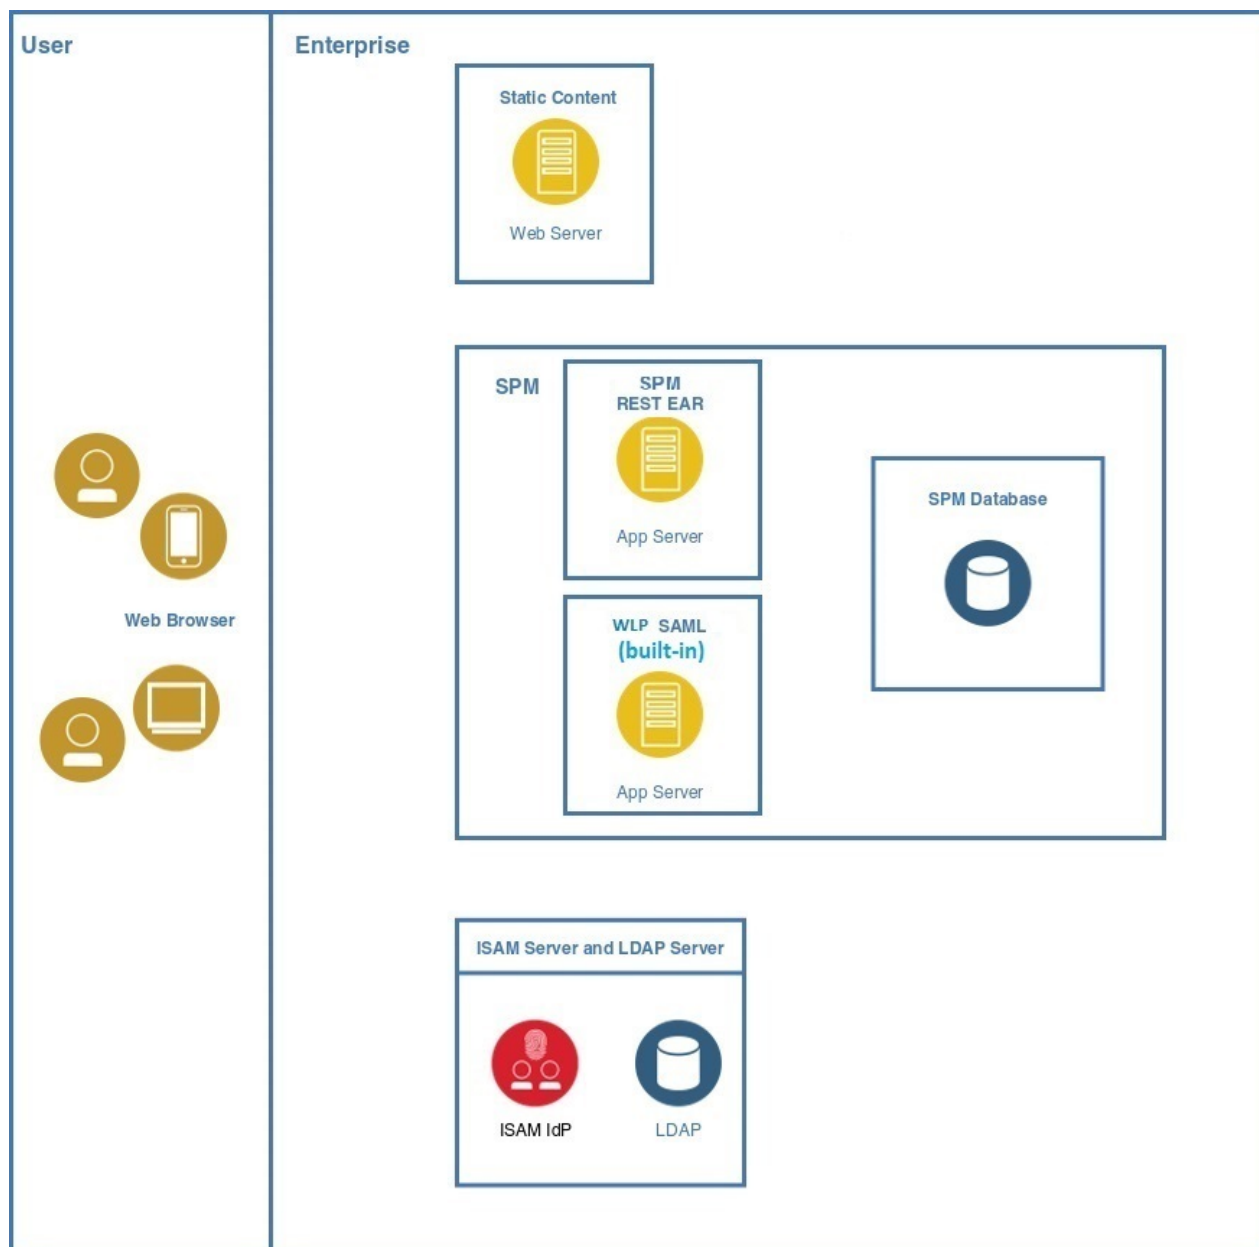 User
Enterprise
Static Content
Web Server
SPM
SPM
REST EAR
App Server
SPM Database
Web Browser
WLP SAML
(built-in)
App Server
ISAM Server and LDAP Server
ISAM IdP
LDAP